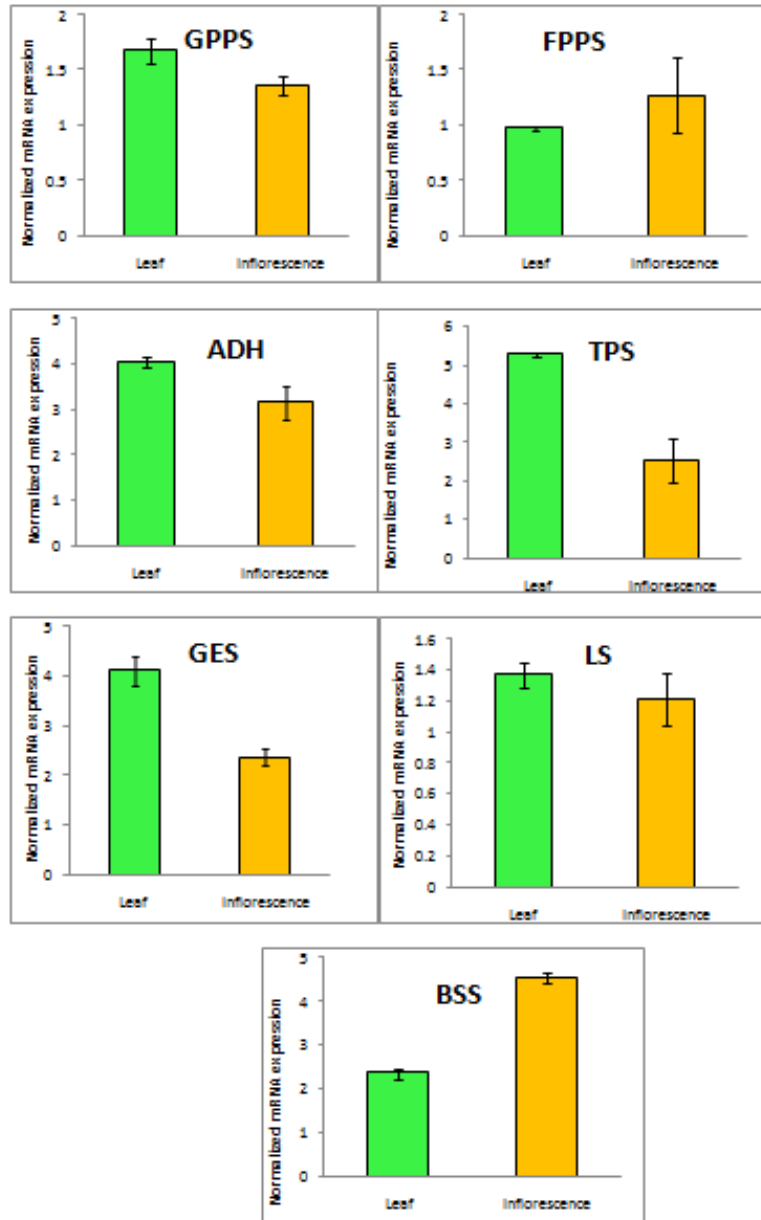 GPPS
Normalized mRNA expression
2
1.5
1
0.5
0
Leaf
Inflorescence
FPPS
Normalized mRNA expression
2
1.5
1
0.5
0
Leaf
Inflorescence
ADH
Normalized mRNA expression
5
4
3
2
1
0
Leaf
Inflorescence
TPS
Normalized mRNA expression
6
5
4
3
2
1
0
Leaf
Inflorescence
GES
Normalized mRNA expression
5
4
3
2
1
0
Leaf
Inflorescence
LS
Normalized mRNA expression
1.6
1.4
1.2
1
0.8
0.6
0.4
0.2
0
Leaf
Inflorescence
BSS
Normalized mRNA expression
5
4
3
2
1
0
Leaf
Inflorescence